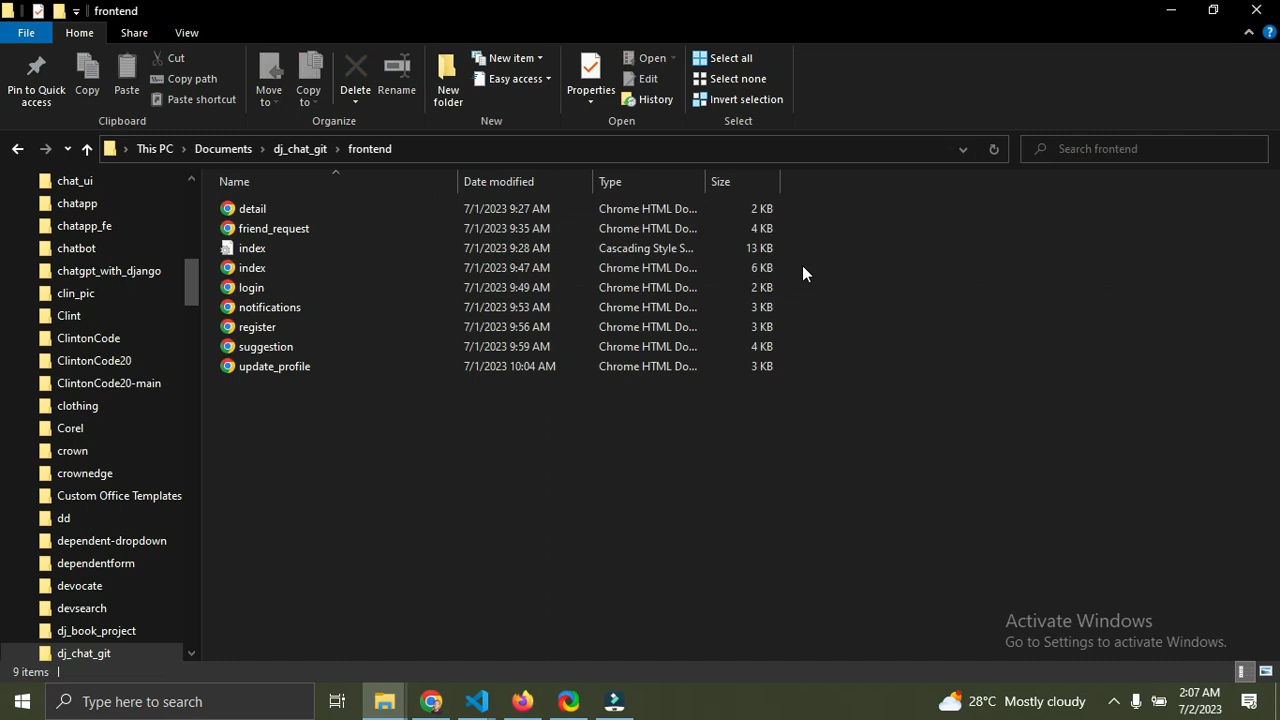 frontend
File Home Share View
Pin to Quick access
Copy
Paste
Cut
Copy path
Paste shortcut
Clipboard
Move to
Copy to
Delete
Rename
Organize
New folder
New item
Easy access
New
Properties
Open
Edit
History
Open
Select all
Select none
Invert selection
Select
This PC > Documents > dj_chat_git > frontend
Search frontend
chat_ui
chatapp
chatapp_fe
chatbot
chatgpt_with_django
clin_pic
Clint
ClintonCode
ClintonCode20
ClintonCode20-main
clothing
Corel
crown
crownedge
Custom Office Templates
dd
dependent-dropdown
dependentform
devocate
devsearch
dj_book_project
dj_chat_git
Name Date modified Type Size
detail 7/1/2023 9:27 AM Chrome HTML Do... 2 KB
friend_request 7/1/2023 9:35 AM Chrome HTML Do... 4 KB
index 7/1/2023 9:28 AM Cascading Style S... 13 KB
index 7/1/2023 9:47 AM Chrome HTML Do... 6 KB
login 7/1/2023 9:49 AM Chrome HTML Do... 2 KB
notifications 7/1/2023 9:53 AM Chrome HTML Do... 3 KB
register 7/1/2023 9:56 AM Chrome HTML Do... 3 KB
suggestion 7/1/2023 9:59 AM Chrome HTML Do... 4 KB
update_profile 7/1/2023 10:04 AM Chrome HTML Do... 3 KB
Activate Windows
Go to Settings to activate Windows.
9 items
Type here to search
28°C Mostly cloudy
2:07 AM
7/2/2023